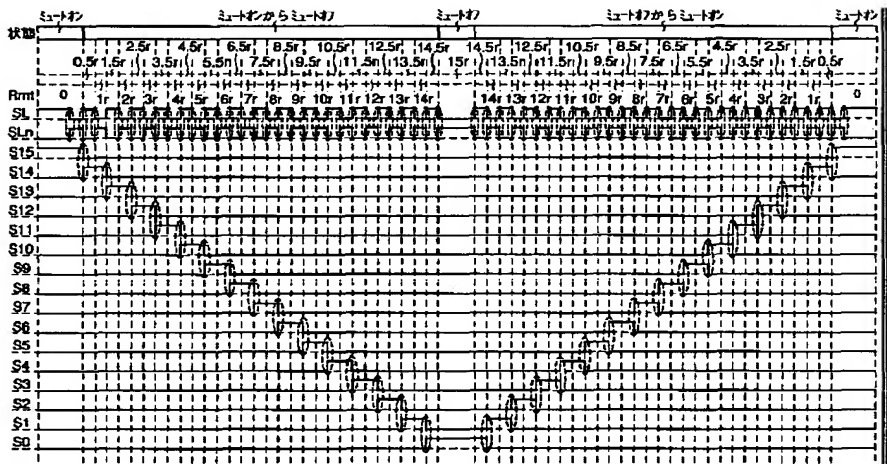 ミュートオン ミュートオンからミュートオフ ミュートオフ ミュートオフからミュートオン ミュートオン
状態
2.5r 4.5r 6.5r 8.5r 10.5r 12.5r 14.5r 14.5r 12.5r 10.5r 8.5r 6.5r 4.5r 2.5r
0.5r 1.5r 3.5r 5.5r 7.5r 9.5r 11.5r 13.5r 15r 13.5r 11.5r 9.5r 7.5r 5.5r 3.5r 1.5r 0.5r
Rmt 0 1r 2r 3r 4r 5r 6r 7r 8r 9r 10r 11r 12r 13r 14r 14r 13r 12r 11r 10r 9r 8r 7r 6r 5r 4r 3r 2r 1r 0
SL
SLn
S15
S14
S13
S12
S11
S10
S9
S8
S7
S6
S5
S4
S3
S2
S1
S0